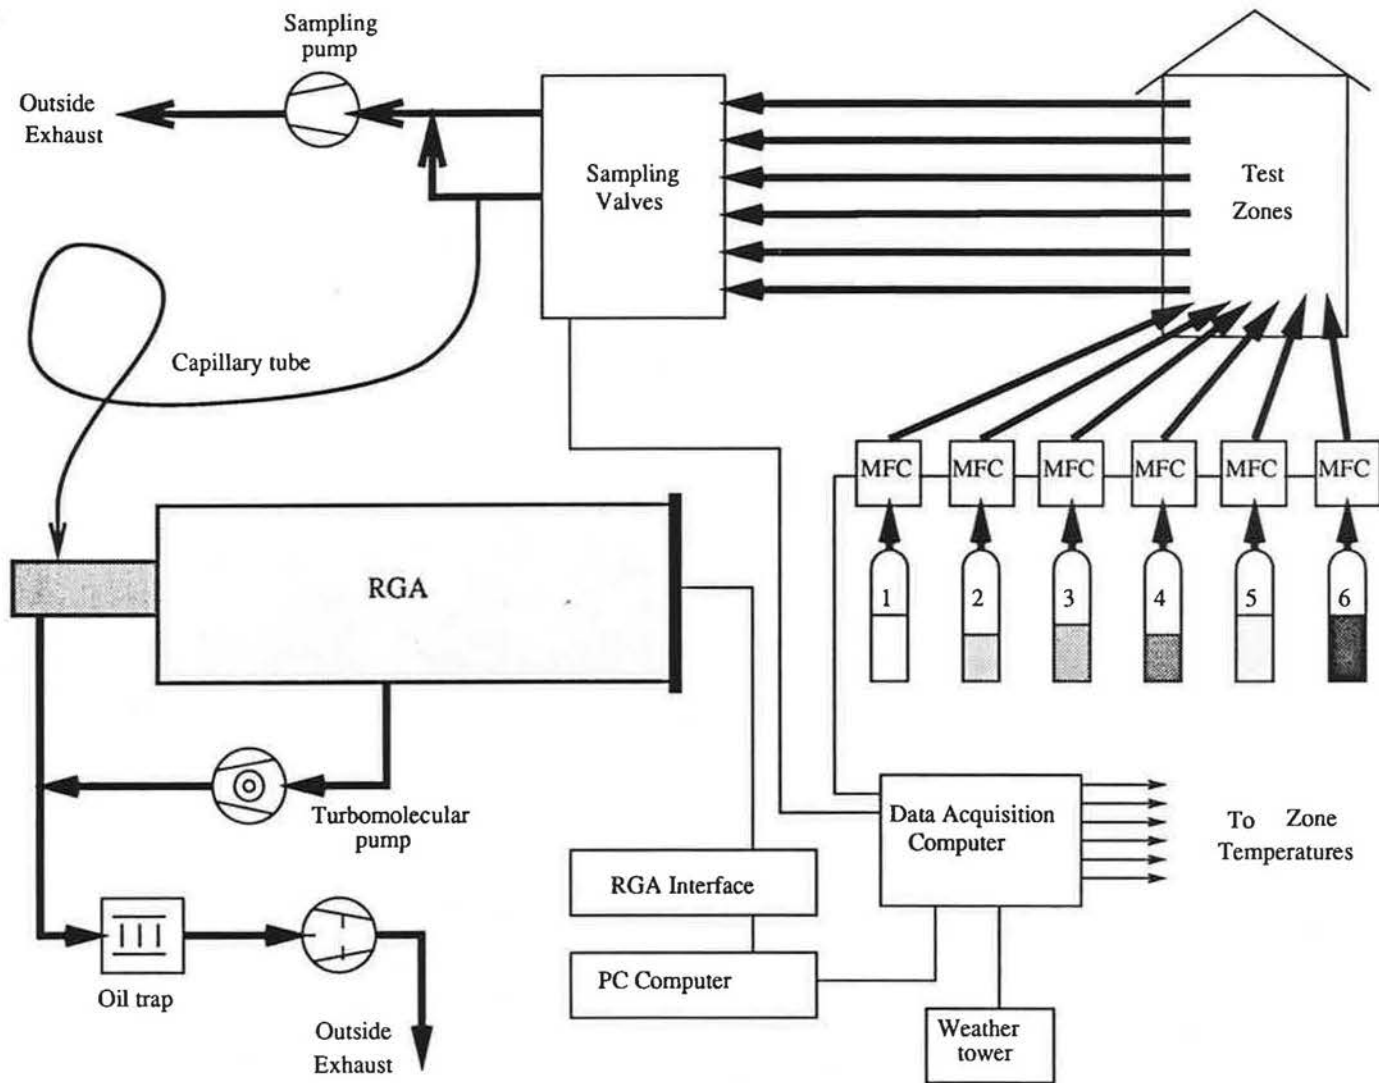 Sampling
pump
Outside
Exhaust
Sampling
Valves
Test
Zones
Capillary tube
MFC
MFC
MFC
MFC
MFC
MFC
RGA
1
2
3
4
5
6
Turbomolecular
pump
Data Acquisition
Computer
To Zone
Temperatures
RGA Interface
PC Computer
Oil trap
Outside
Exhaust
Weather
tower